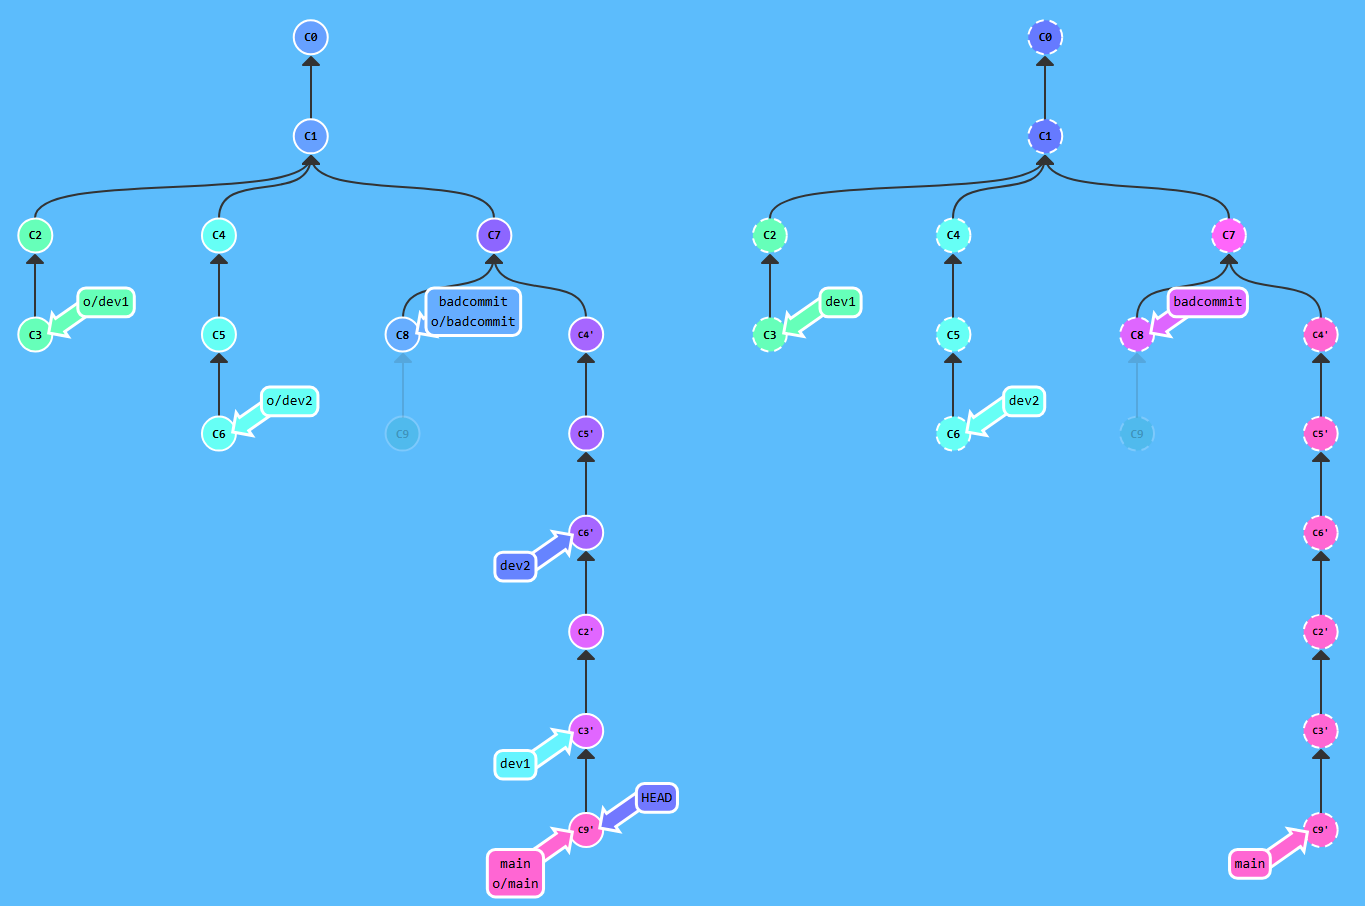 C0
C1
C2
C4
C7
o/dev1
badcommit
o/badcommit
C3
C5
C8
C4'
o/dev2
C6
C9
C5'
C6'
dev2
C2'
C3'
dev1
HEAD
C9'
main
o/main
C0
C1
C2
C4
C7
dev1
badcommit
C3
C5
C8
C4'
dev2
C6
C9
C5'
C6'
C2'
C3'
C9'
main